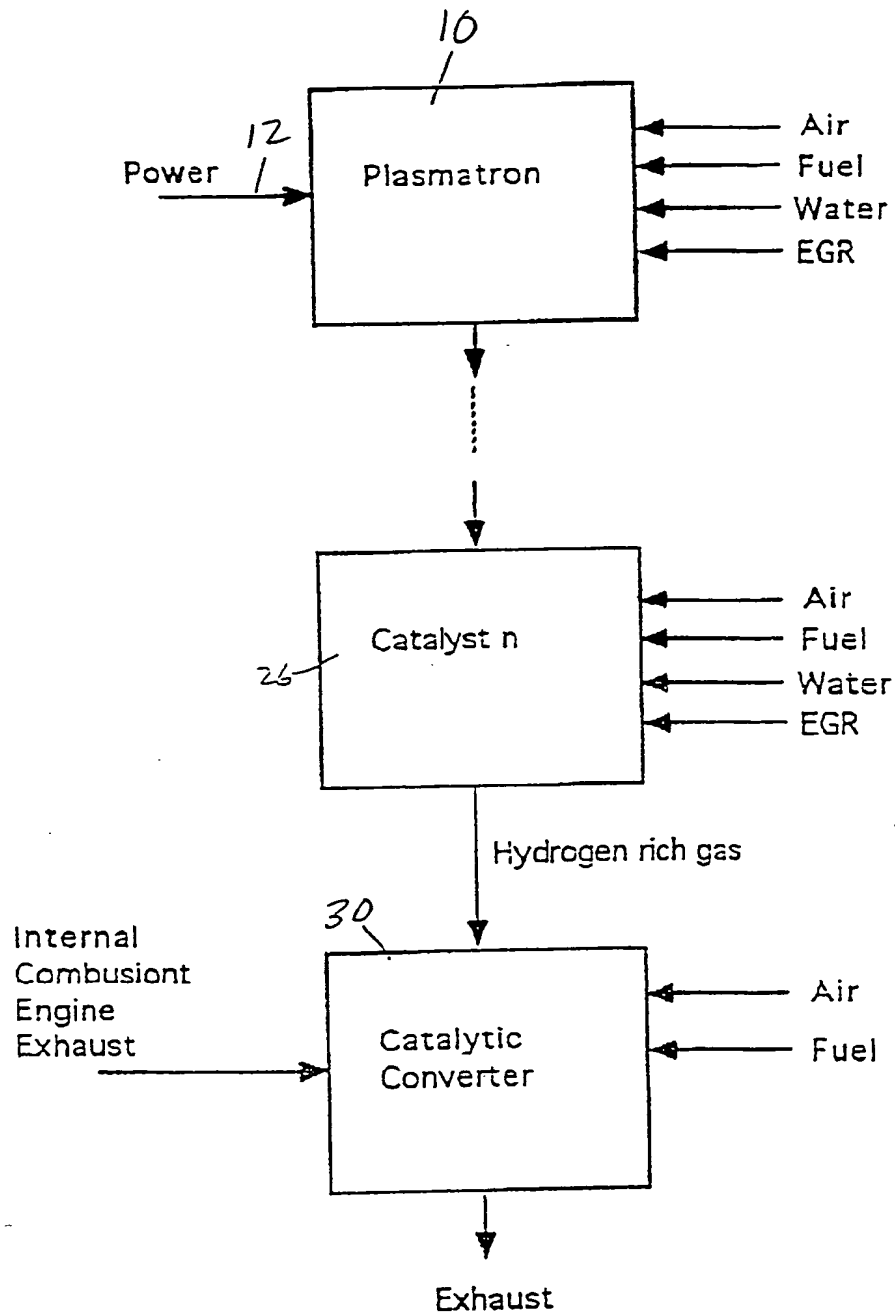 10
12
Power
Plasmatron
Air
Fuel
Water
EGR
26
Catalyst n
Air
Fuel
Water
EGR
Hydrogen rich gas
30
Internal
Combusiont
Engine
Exhaust
Catalytic
Converter
Air
Fuel
Exhaust